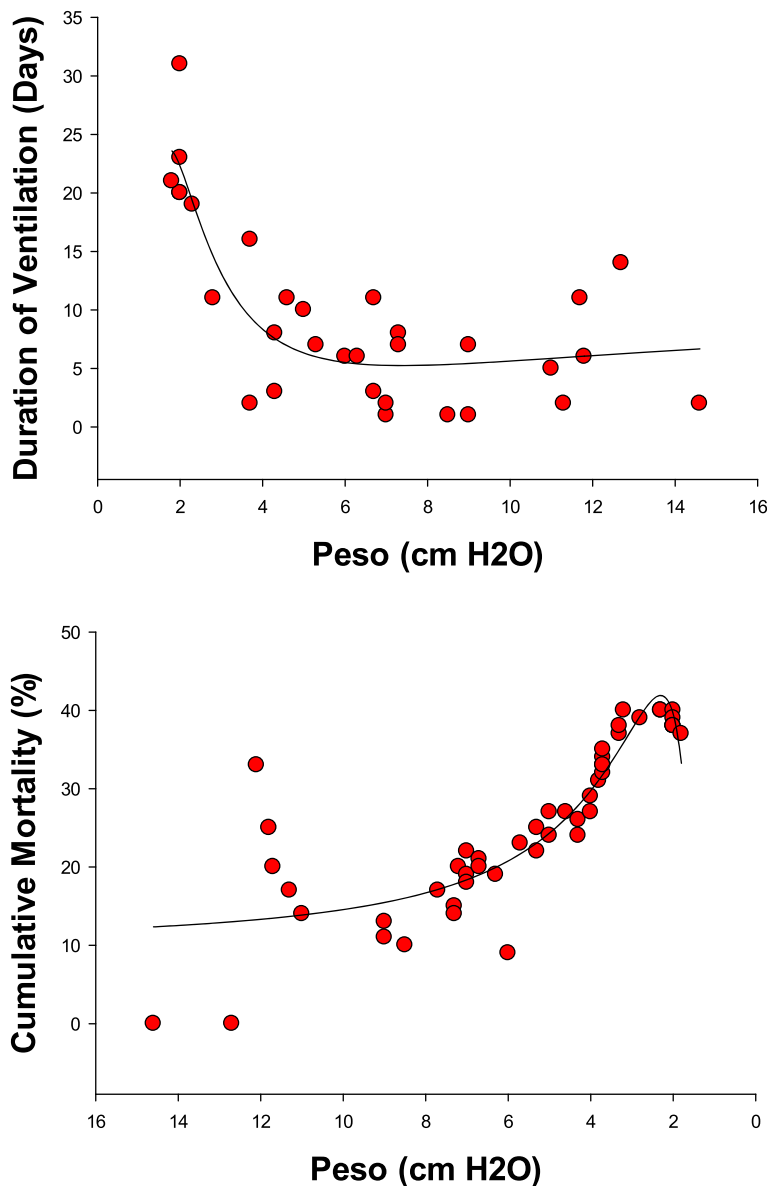 35
30
25
20
15
10
5
0
Duration of Ventilation (Days)
0 2 4 6 8 10 12 14 16
Peso (cm H2O)
50
40
30
20
10
0
Cumulative Mortality (%)
16 14 12 10 8 6 4 2 0
Peso (cm H2O)